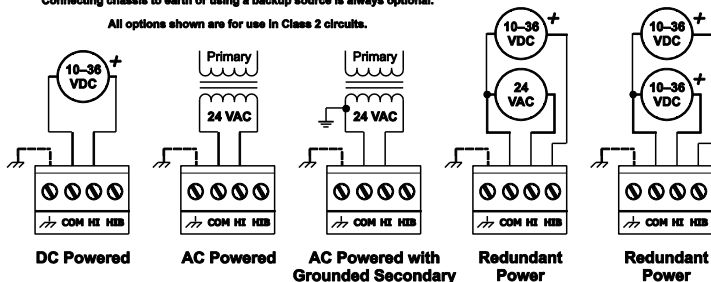 Connecting chassis to earth or using a backup source is always optional.
All options shown are for use in Class 2 circuits.
10–36
VDC
+
COM HI HIB
DC Powered
Primary
24 VAC
COM HI HIB
AC Powered
Primary
24 VAC
COM HI HIB
AC Powered with
Grounded Secondary
10–36
VDC
+
24
VAC
COM HI HIB
Redundant
Power
10–36
VDC
+
10–36
VDC
+
COM HI HIB
Redundant
Power